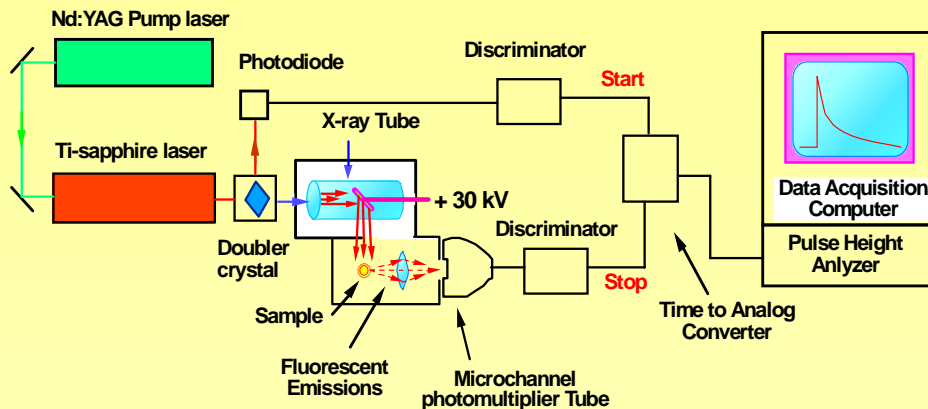 Nd:YAG Pump laser
Photodiode
Discriminator
Start
X-ray Tube
Ti-sapphire laser
+ 30 kV
Data Acquisition
Computer
Doubler
crystal
Discriminator
Pulse Height
Anlyzer
Stop
Sample
Time to Analog
Converter
Fluorescent
Emissions
Microchannel
photomultiplier Tube